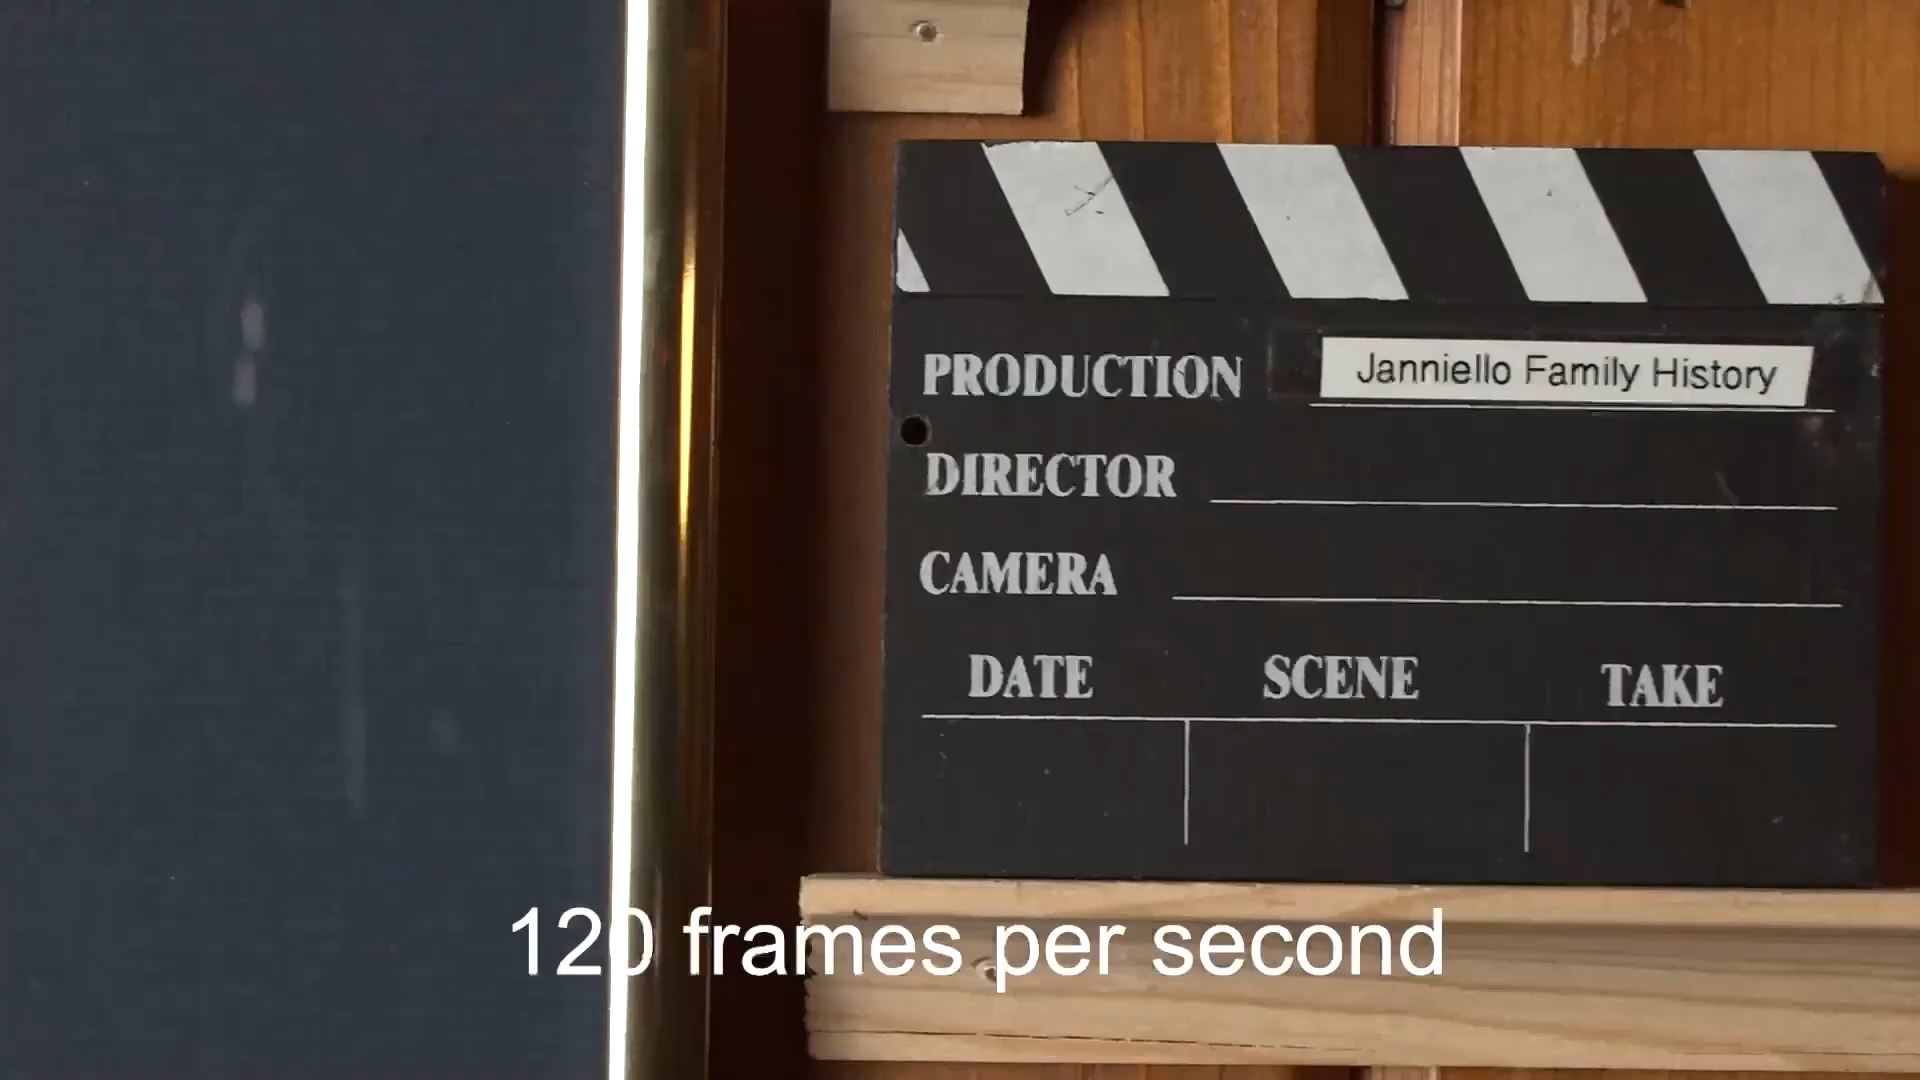 PRODUCTION Janniello Family History
DIRECTOR
CAMERA
DATE SCENE TAKE
120 frames per second